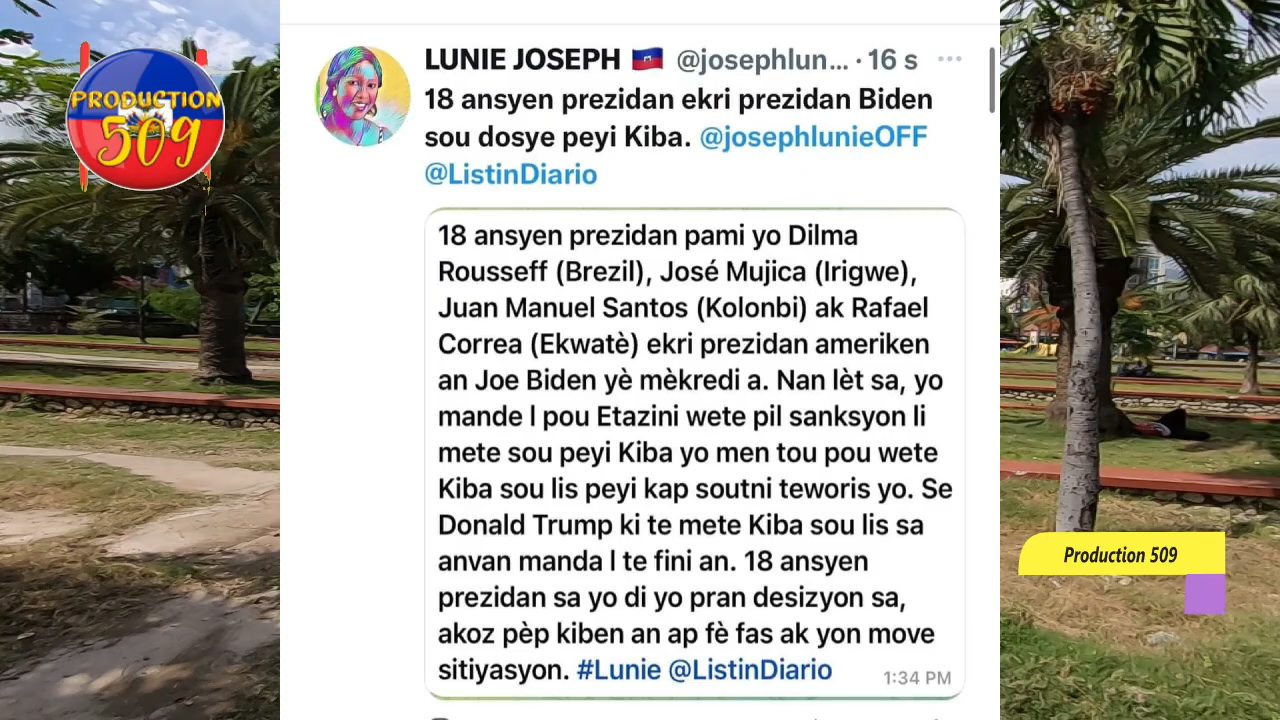 PRODUCTION
509
LUNIE JOSEPH @josephlun... · 16 s
18 ansyen prezidan ekri prezidan Biden
sou dosye peyi Kiba. @josephlunieOFF
@ListinDiario
18 ansyen prezidan pami yo Dilma
Rousseff (Brezil), José Mujica (Irigwe),
Juan Manuel Santos (Kolonbi) ak Rafael
Correa (Ekwatè) ekri prezidan ameriken
an Joe Biden yè mèkredi a. Nan lèt sa, yo
mande l pou Etazini wete pil sanksyon li
mete sou peyi Kiba yo men tou pou wete
Kiba sou lis peyi kap soutni teworis yo. Se
Donald Trump ki te mete Kiba sou lis sa
anvan manda l te fini an. 18 ansyen
prezidan sa yo di yo pran desizyon sa,
akoz pèp kiben an ap fè fas ak yon move
sitiyasyon. #Lunie @ListinDiario
1:34 PM
Production 509